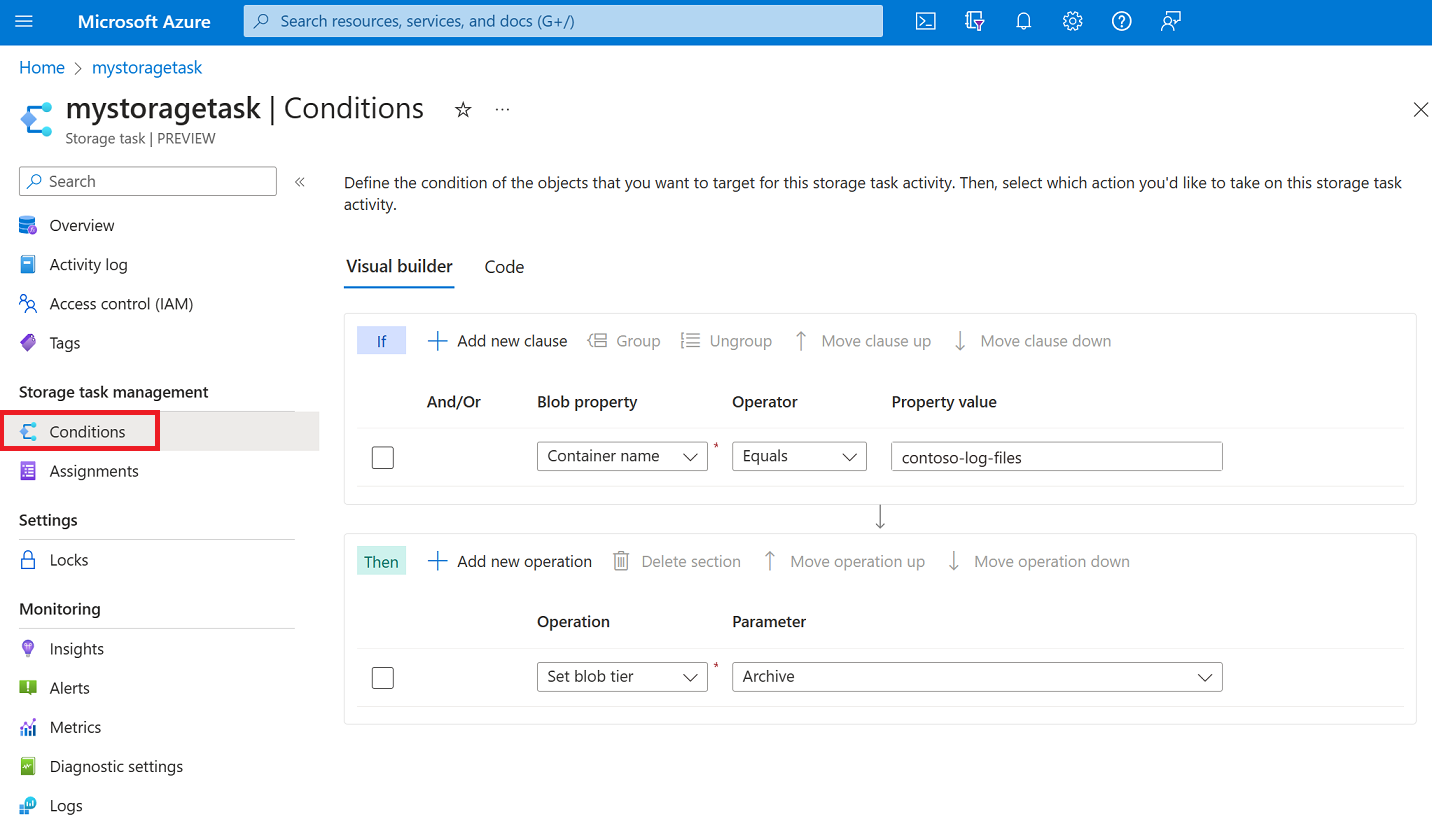 Microsoft Azure
Search resources, services, and docs (G+/)
Home > mystoragetask
mystoragetask | Conditions
Storage task | PREVIEW
Search
Overview
Activity log
Access control (IAM)
Tags
Storage task management
Conditions
Assignments
Settings
Locks
Monitoring
Insights
Alerts
Metrics
Diagnostic settings
Logs
Define the condition of the objects that you want to target for this storage task activity. Then, select which action you'd like to take on this storage task
activity.
Visual builder Code
If Add new clause Group Ungroup Move clause up Move clause down
And/Or Blob property Operator Property value
Container name * Equals contoso-log-files
Then Add new operation Delete section Move operation up Move operation down
Operation Parameter
Set blob tier * Archive